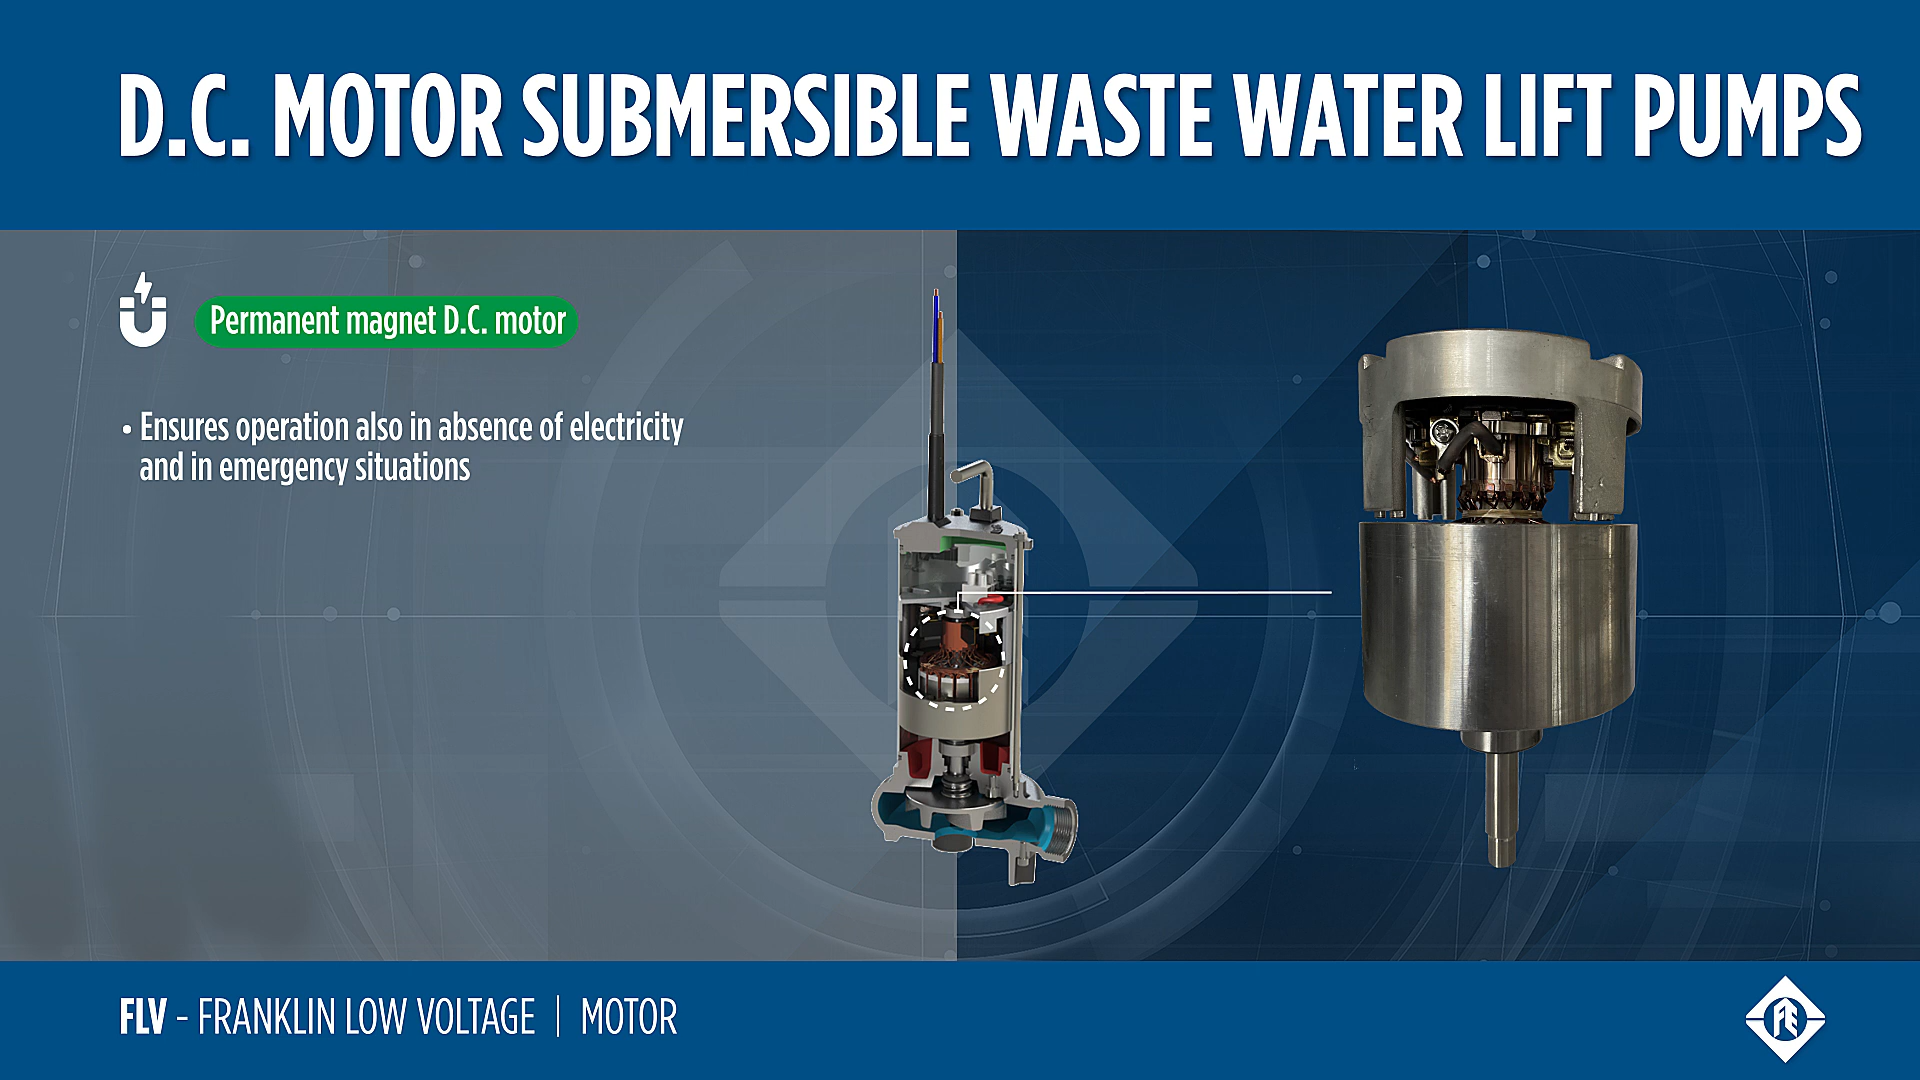 D.C. MOTOR SUBMERSIBLE WASTE WATER LIFT PUMPS
Permanent magnet D.C. motor
• Ensures operation also in absence of electricity
and in emergency situations
FLV - FRANKLIN LOW VOLTAGE | MOTOR
FE